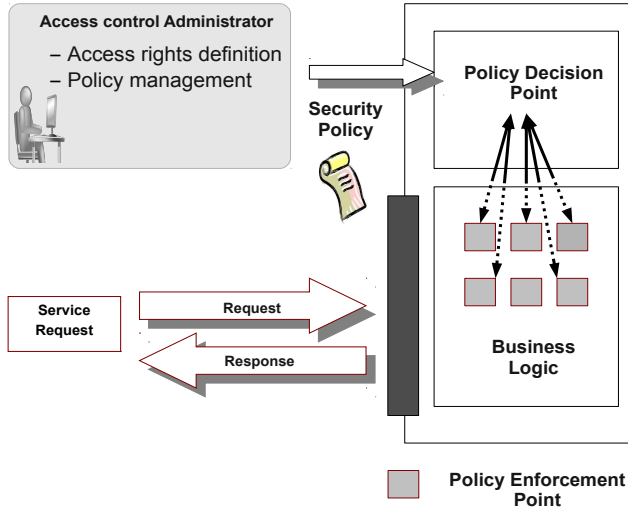 Access control Administrator
– Access rights definition
– Policy management
Security
Policy
Policy Decision
Point
Service
Request
Request
Response
Business
Logic
Policy Enforcement
Point